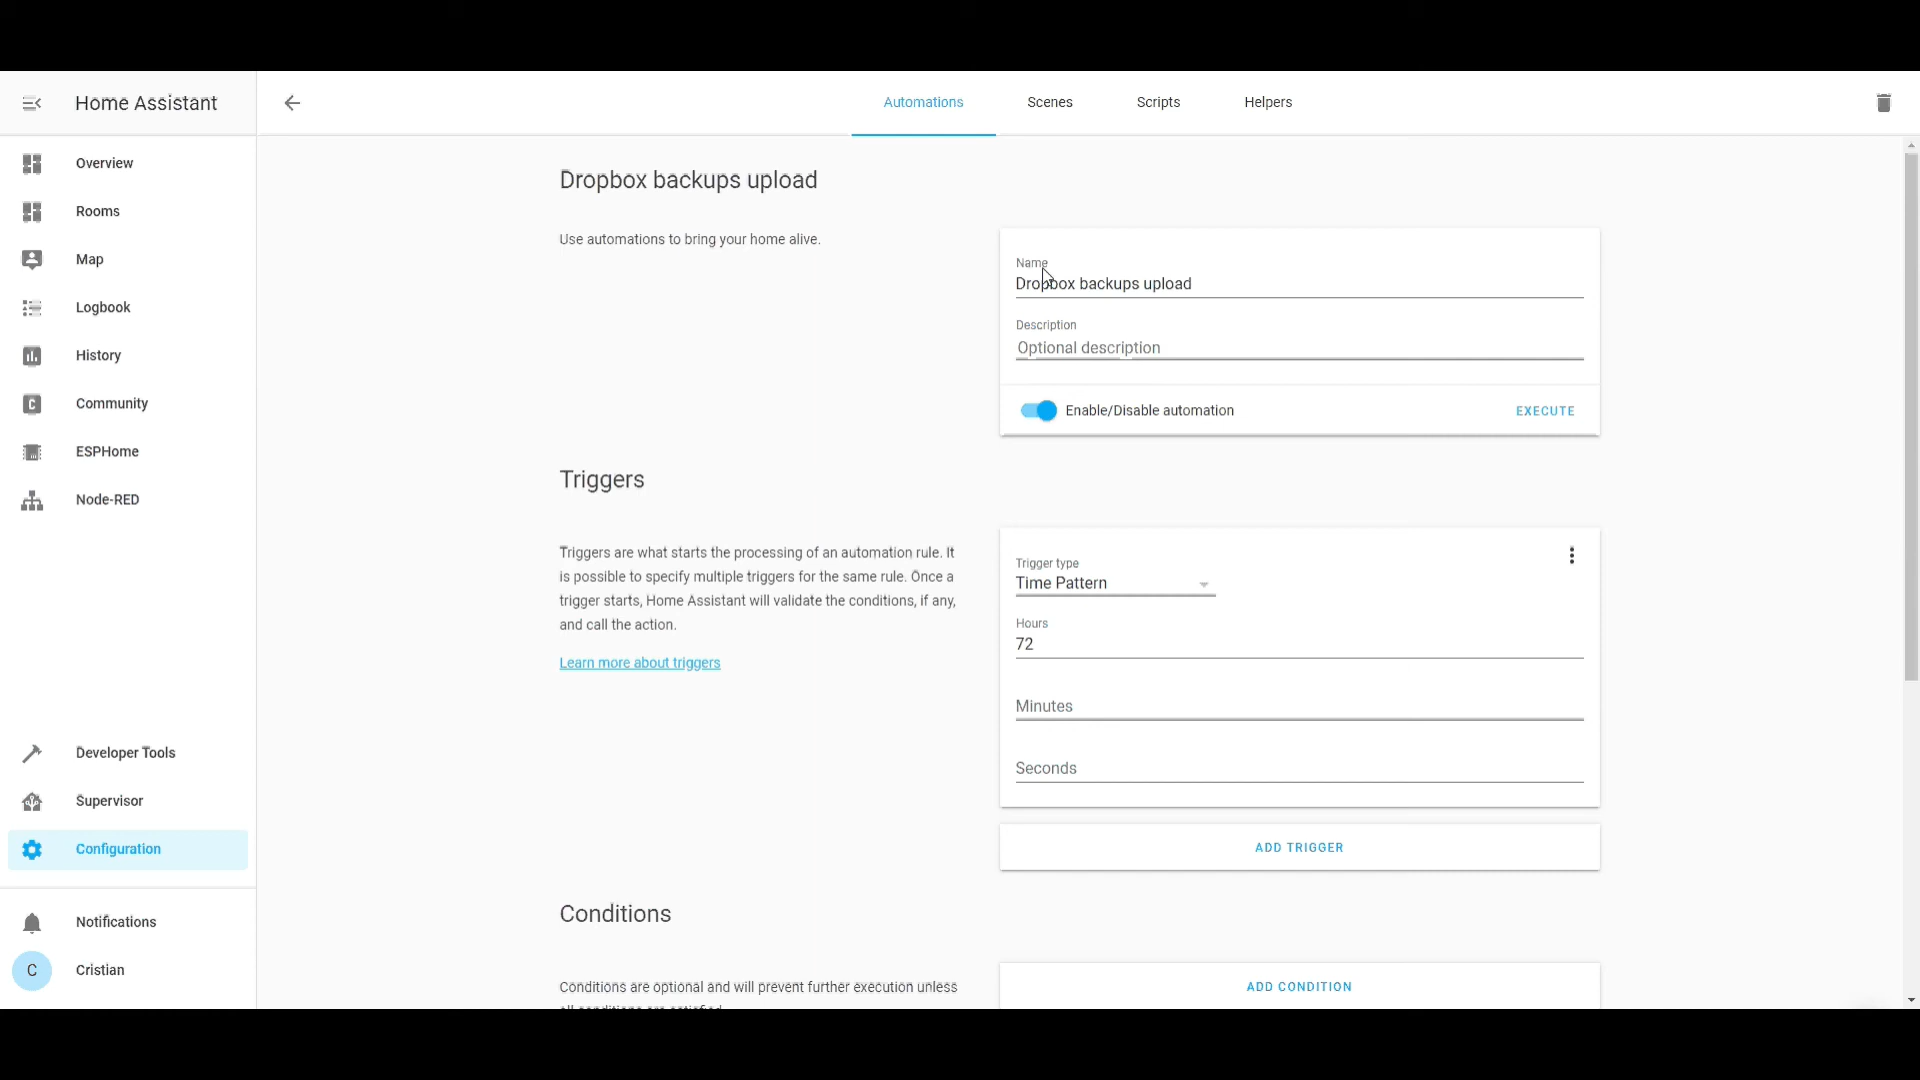 Home Assistant
Automations
Scenes
Scripts
Helpers
Overview
Rooms
Map
Logbook
History
C
Community
ESPHome
Node-RED
Developer Tools
Supervisor
Configuration
Notifications
C
Cristian
Dropbox backups upload
Use automations to bring your home alive.
Name
Dropbox backups upload
Description
Optional description
Enable/Disable automation
EXECUTE
Triggers
Triggers are what starts the processing of an automation rule. It
is possible to specify multiple triggers for the same rule. Once a
trigger starts, Home Assistant will validate the conditions, if any,
and call the action.
Learn more about triggers
Trigger type
Time Pattern
Hours
72
Minutes
Seconds
ADD TRIGGER
Conditions
Conditions are optional and will prevent further execution unless
all conditions are satisfied.
ADD CONDITION